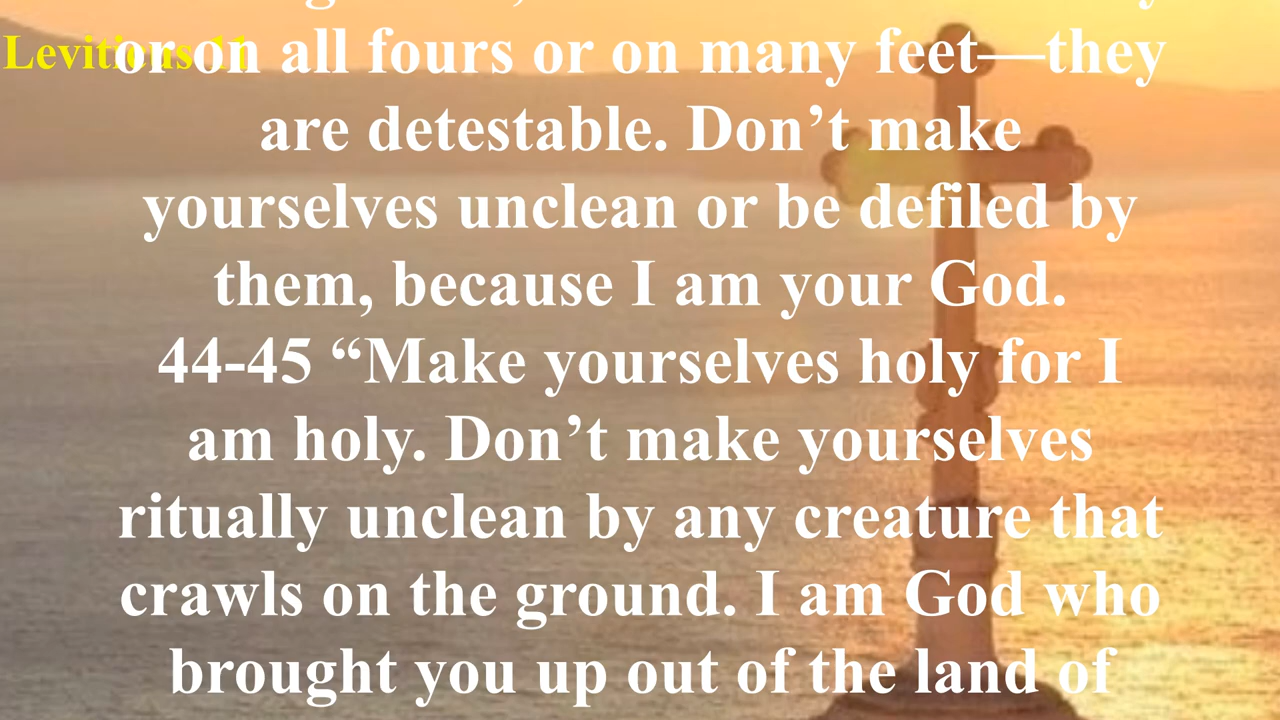 Leviticus 11
or on all fours or on many feet—they
are detestable. Don’t make
yourselves unclean or be defiled by
them, because I am your God.
44-45 “Make yourselves holy for I
am holy. Don’t make yourselves
ritually unclean by any creature that
crawls on the ground. I am God who
brought you up out of the land of